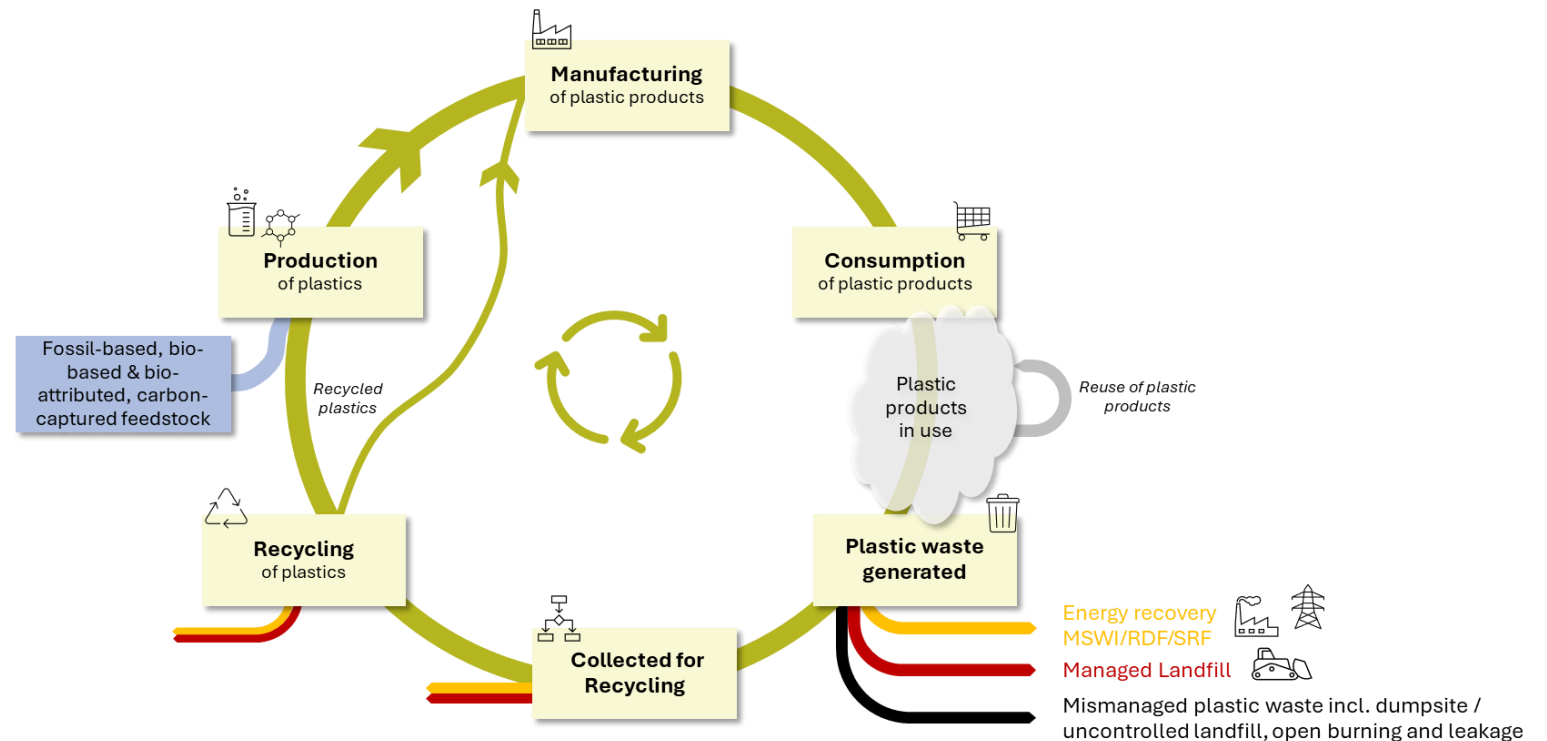 Manufacturing
of plastic products
Production
of plastics
Consumption
of plastic products
Fossil-based, bio-
based & bio-
attributed, carbon-
captured feedstock
Recycled
plastics
Plastic
products
in use
Reuse of plastic
products
Recycling
of plastics
Plastic waste
generated
Collected for
Recycling
Energy recovery
MSWI/RDF/SRF
Managed Landfill
Mismanaged plastic waste incl. dumpsite /
uncontrolled landfill, open burning and leakage